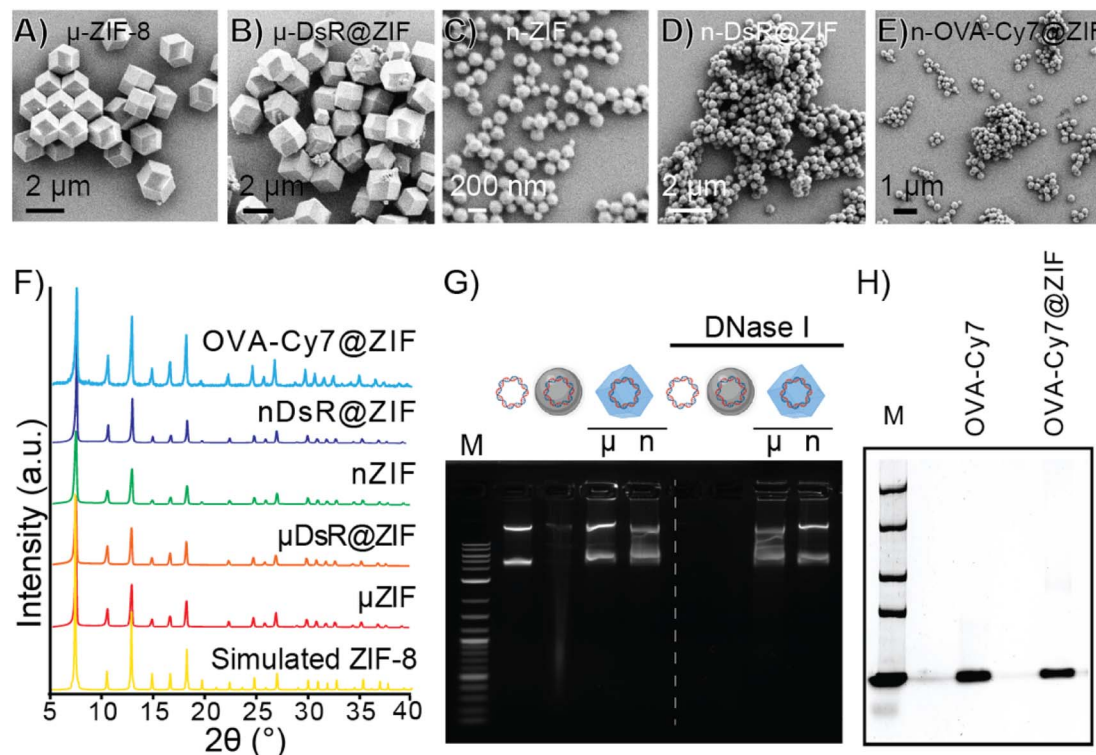 A) μ-ZIF-8
2 μm
B) μ-DsR@ZIF
2 μm
C) n-ZIF
200 nm
D) n-DsR@ZIF
2 μm
E) n-OVA-Cy7@ZIF
1 μm
F)
Intensity (a.u.)
OVA-Cy7@ZIF
nDsR@ZIF
nZIF
μDsR@ZIF
μZIF
Simulated ZIF-8
5 10 15 20 25 30 35 40
2θ (°)
G)
DNase I
M μ n μ n
H)
M
OVA-Cy7
OVA-Cy7@ZIF